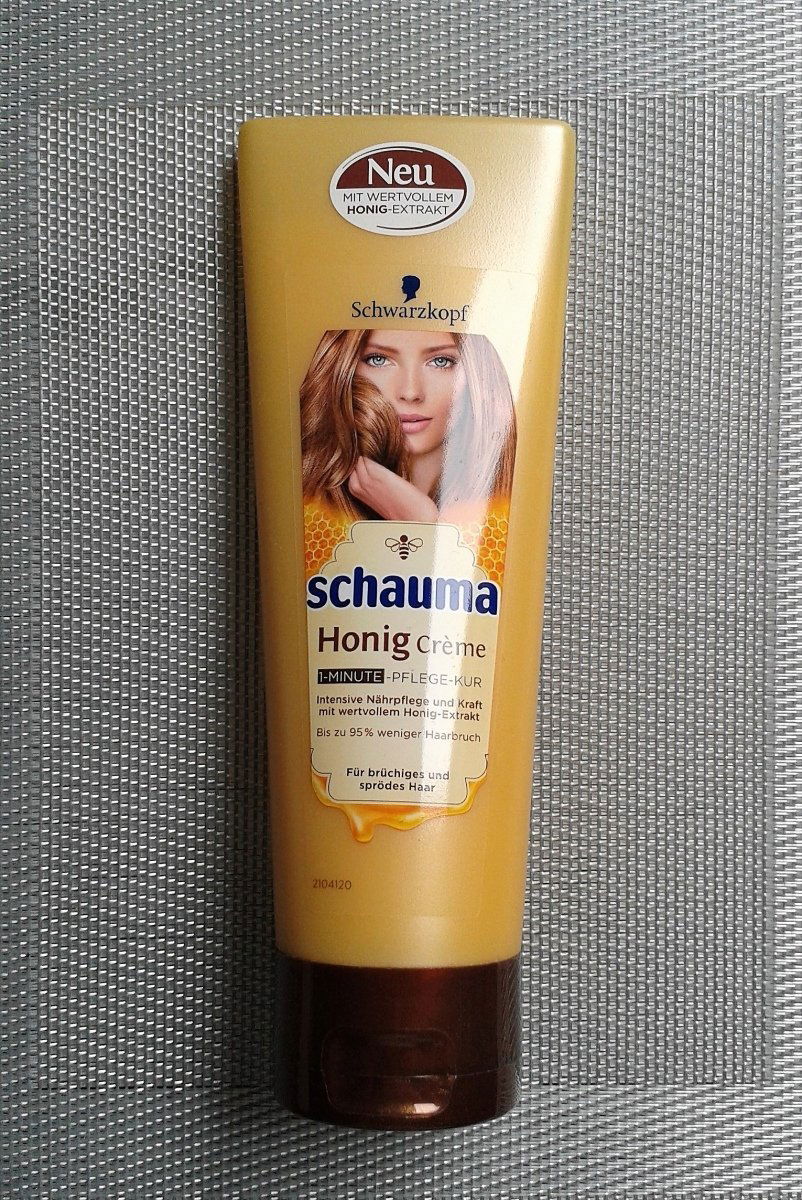 Neu
MIT WERTVOLLEM
HONIG-EXTRAKT
Schwarzkopf
schauma
Honig Crème
1-MINUTE-PFLEGE-KUR
Intensive Nährpflege und Kraft
mit wertvollem Honig-Extrakt
Bis zu 95% weniger Haarbruch
Für brüchiges und
sprödes Haar
2104120